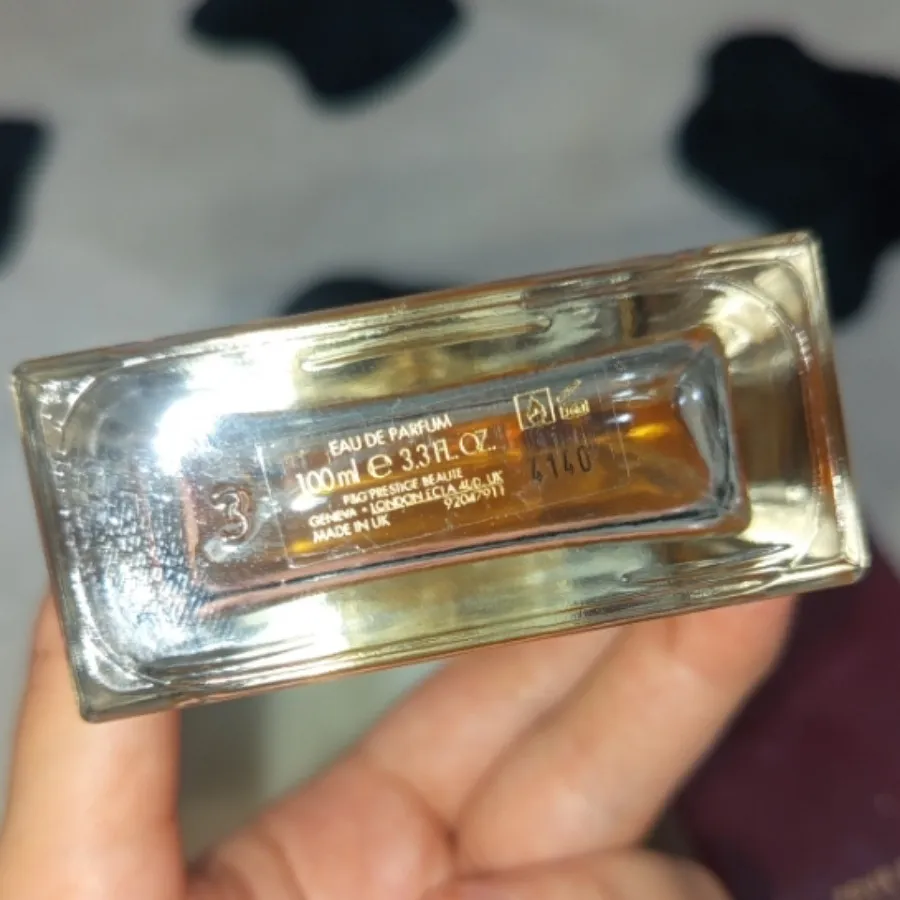 EAU DE PARFUM
100ml e 3.3 FL. OZ.
P&G PRESTIGE BEAUTE
GENEVA • LONDON EC1A 4UD, UK
MADE IN UK 92047911
4140
3